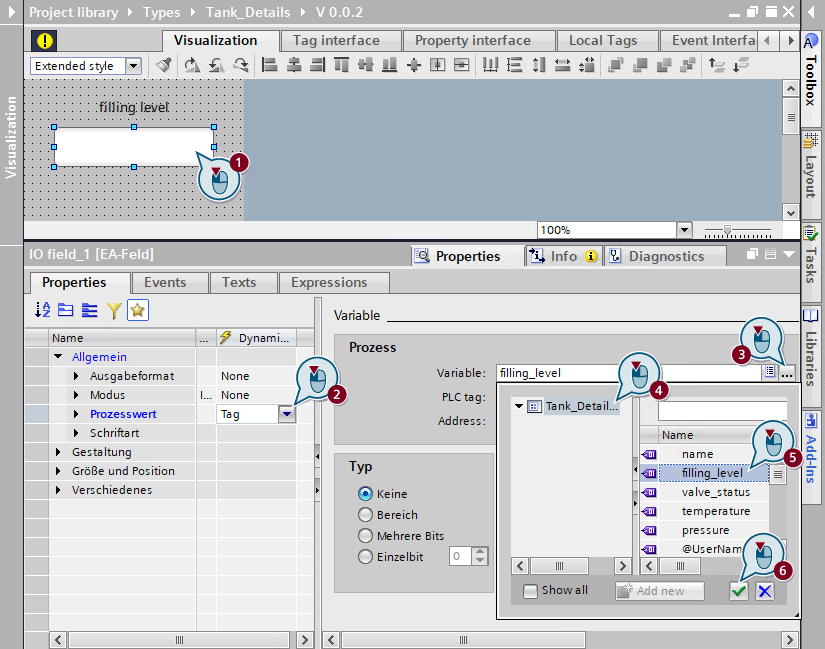 Project library › Types › Tank_Details › V 0.0.2
Visualization Tag interface Property interface Local Tags Event Interfa
Extended style
Toolbox
Visualization
filling level
1
Layout
100%
IO field_1 [EA-Feld]
Properties Info Diagnostics
Tasks
Properties Events Texts Expressions
Variable
Name ... Dynami...
Prozess
3
Libraries
Allgemein
Variable: filling_level ...
Ausgabeformat None
4
Modus I... None
2
PLC tag:
Prozesswert Tag
Tank_Detail...
Address:
Schriftart
Name
Add-Ins
Gestaltung
name
5
Größe und Position
Typ
filling_level
Verschiedenes
Keine
valve_status
Bereich
temperature
Mehrere Bits
pressure
Einzelbit 0
@UserNam
6
Show all Add new